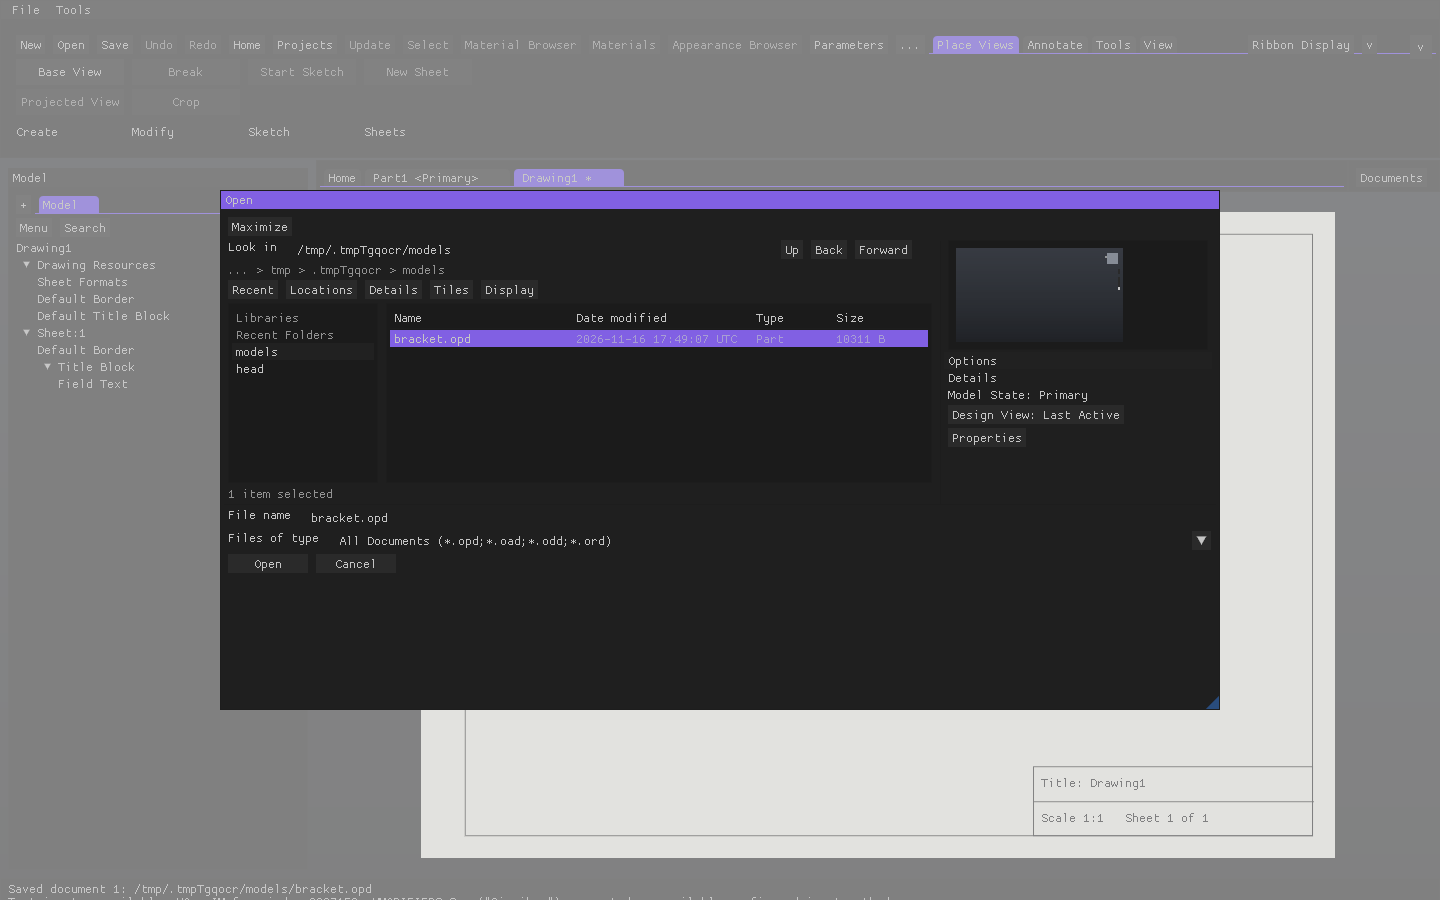 File Tools
New Open Save Undo Redo Home Projects Update Select Material Browser Materials Appearance Browser Parameters ... Place Views Annotate Tools View Ribbon Display v v
Base View Break Start Sketch New Sheet
Projected View Crop
Create Modify Sketch Sheets
Model
Home Part1 <Primary> Drawing1 * Documents
+ Model
Menu Search
Drawing1
Drawing Resources
Sheet Formats
Default Border
Default Title Block
Sheet:1
Default Border
Title Block
Field Text
Open
Maximize
Look in /tmp/.tmpTgqocr/models Up Back Forward
... > tmp > .tmpTgqocr > models
Recent Locations Details Tiles Display
Libraries
Recent Folders
models
head
Name Date modified Type Size
bracket.opd 2026-11-16 17:49:07 UTC Part 10311 B
Options
Details
Model State: Primary
Design View: Last Active
Properties
1 item selected
File name bracket.opd
Files of type All Documents (*.opd;*.oad;*.odd;*.ord)
Open Cancel
Title: Drawing1
Scale 1:1 Sheet 1 of 1
Saved document 1: /tmp/.tmpTgqocr/models/bracket.opd